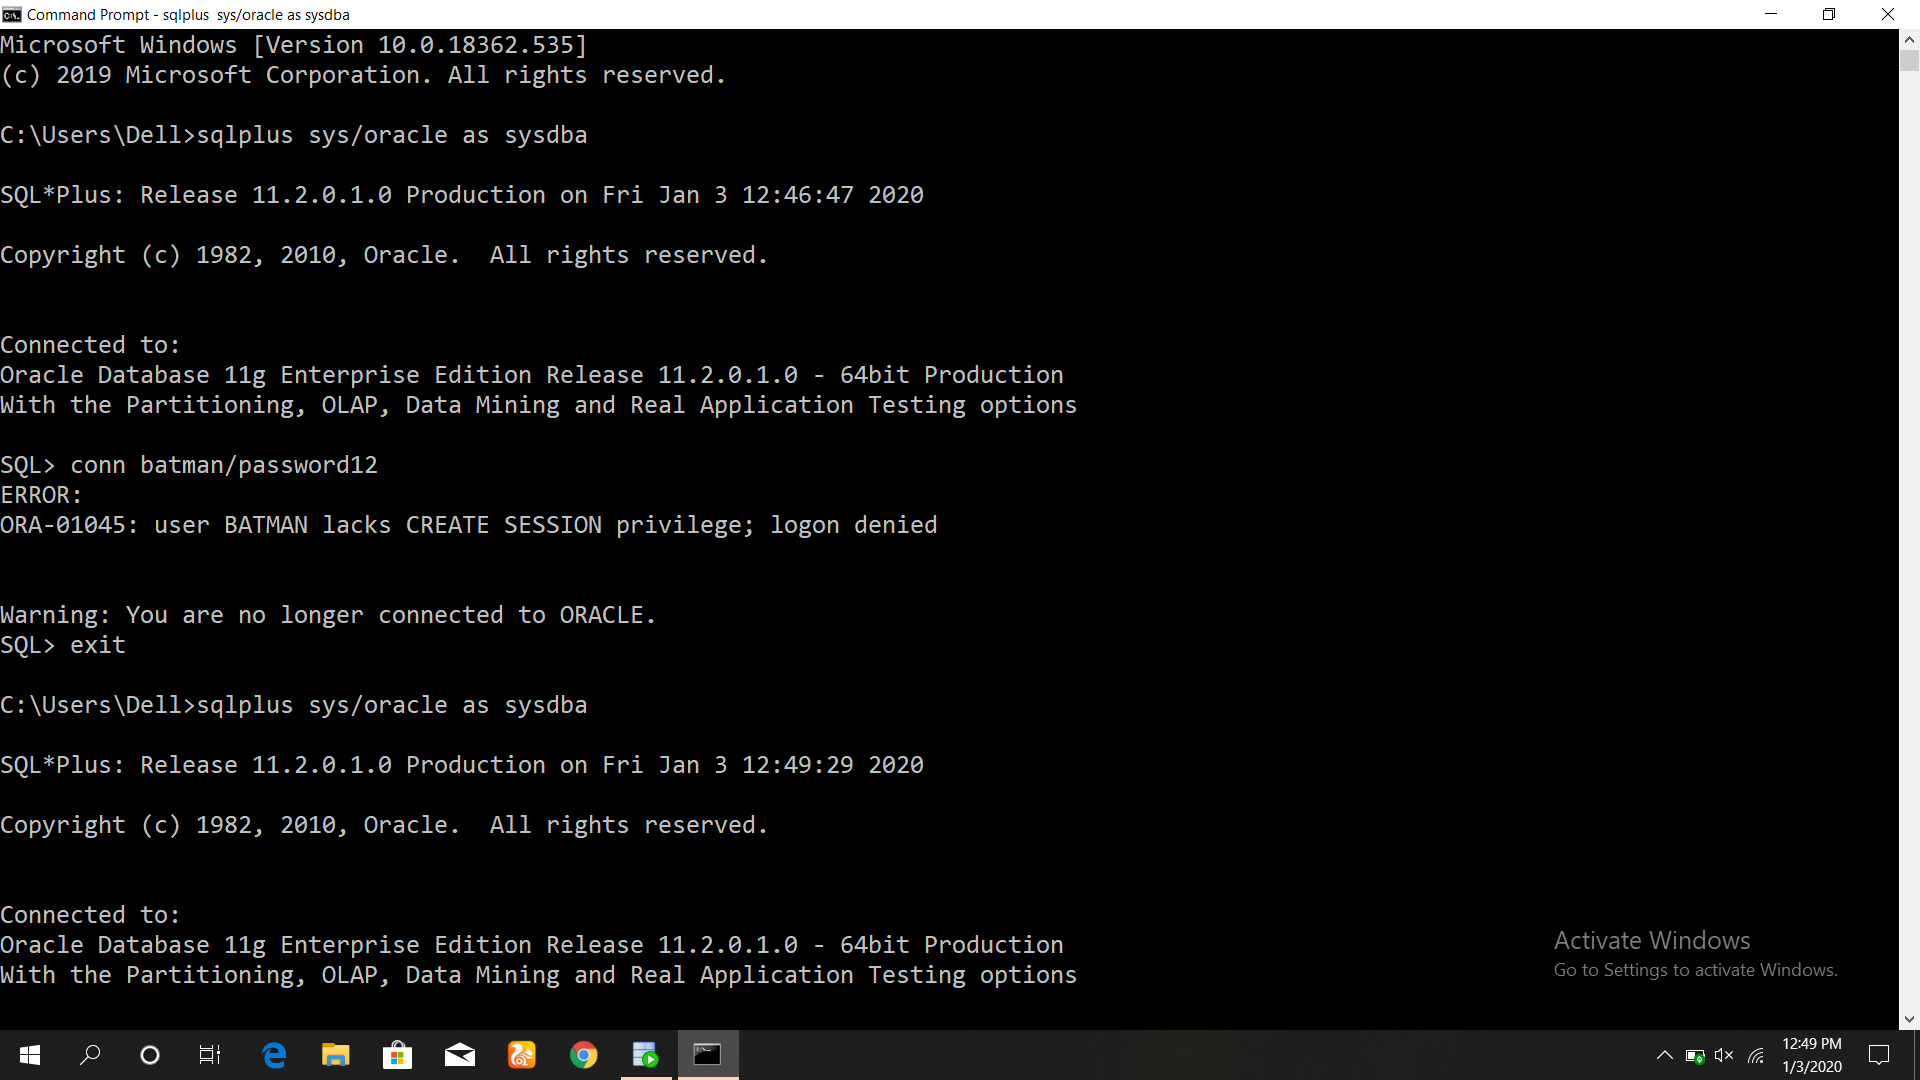 Command Prompt - sqlplus  sys/oracle as sysdba
Microsoft Windows [Version 10.0.18362.535]
(c) 2019 Microsoft Corporation. All rights reserved.
C:\Users\Dell>sqlplus sys/oracle as sysdba
SQL*Plus: Release 11.2.0.1.0 Production on Fri Jan 3 12:46:47 2020
Copyright (c) 1982, 2010, Oracle.  All rights reserved.
Connected to:
Oracle Database 11g Enterprise Edition Release 11.2.0.1.0 - 64bit Production
With the Partitioning, OLAP, Data Mining and Real Application Testing options
SQL> conn batman/password12
ERROR:
ORA-01045: user BATMAN lacks CREATE SESSION privilege; logon denied
Warning: You are no longer connected to ORACLE.
SQL> exit
C:\Users\Dell>sqlplus sys/oracle as sysdba
SQL*Plus: Release 11.2.0.1.0 Production on Fri Jan 3 12:49:29 2020
Copyright (c) 1982, 2010, Oracle.  All rights reserved.
Connected to:
Oracle Database 11g Enterprise Edition Release 11.2.0.1.0 - 64bit Production
With the Partitioning, OLAP, Data Mining and Real Application Testing options
Activate Windows
Go to Settings to activate Windows.
12:49 PM
1/3/2020